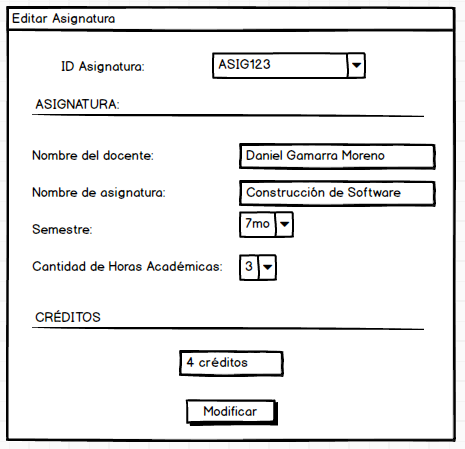 Editar Asignatura
ID Asignatura: ASIG123
ASIGNATURA:
Nombre del docente: Daniel Gamarra Moreno
Nombre de asignatura: Construcción de Software
Semestre: 7mo
Cantidad de Horas Académicas: 3
CRÉDITOS
4 créditos
Modificar